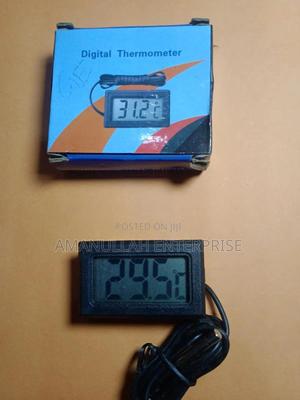 Digital Thermometer
31.2°C
POSTED ON JIJI
AMANULLAH ENTERPRISE
29.5°C